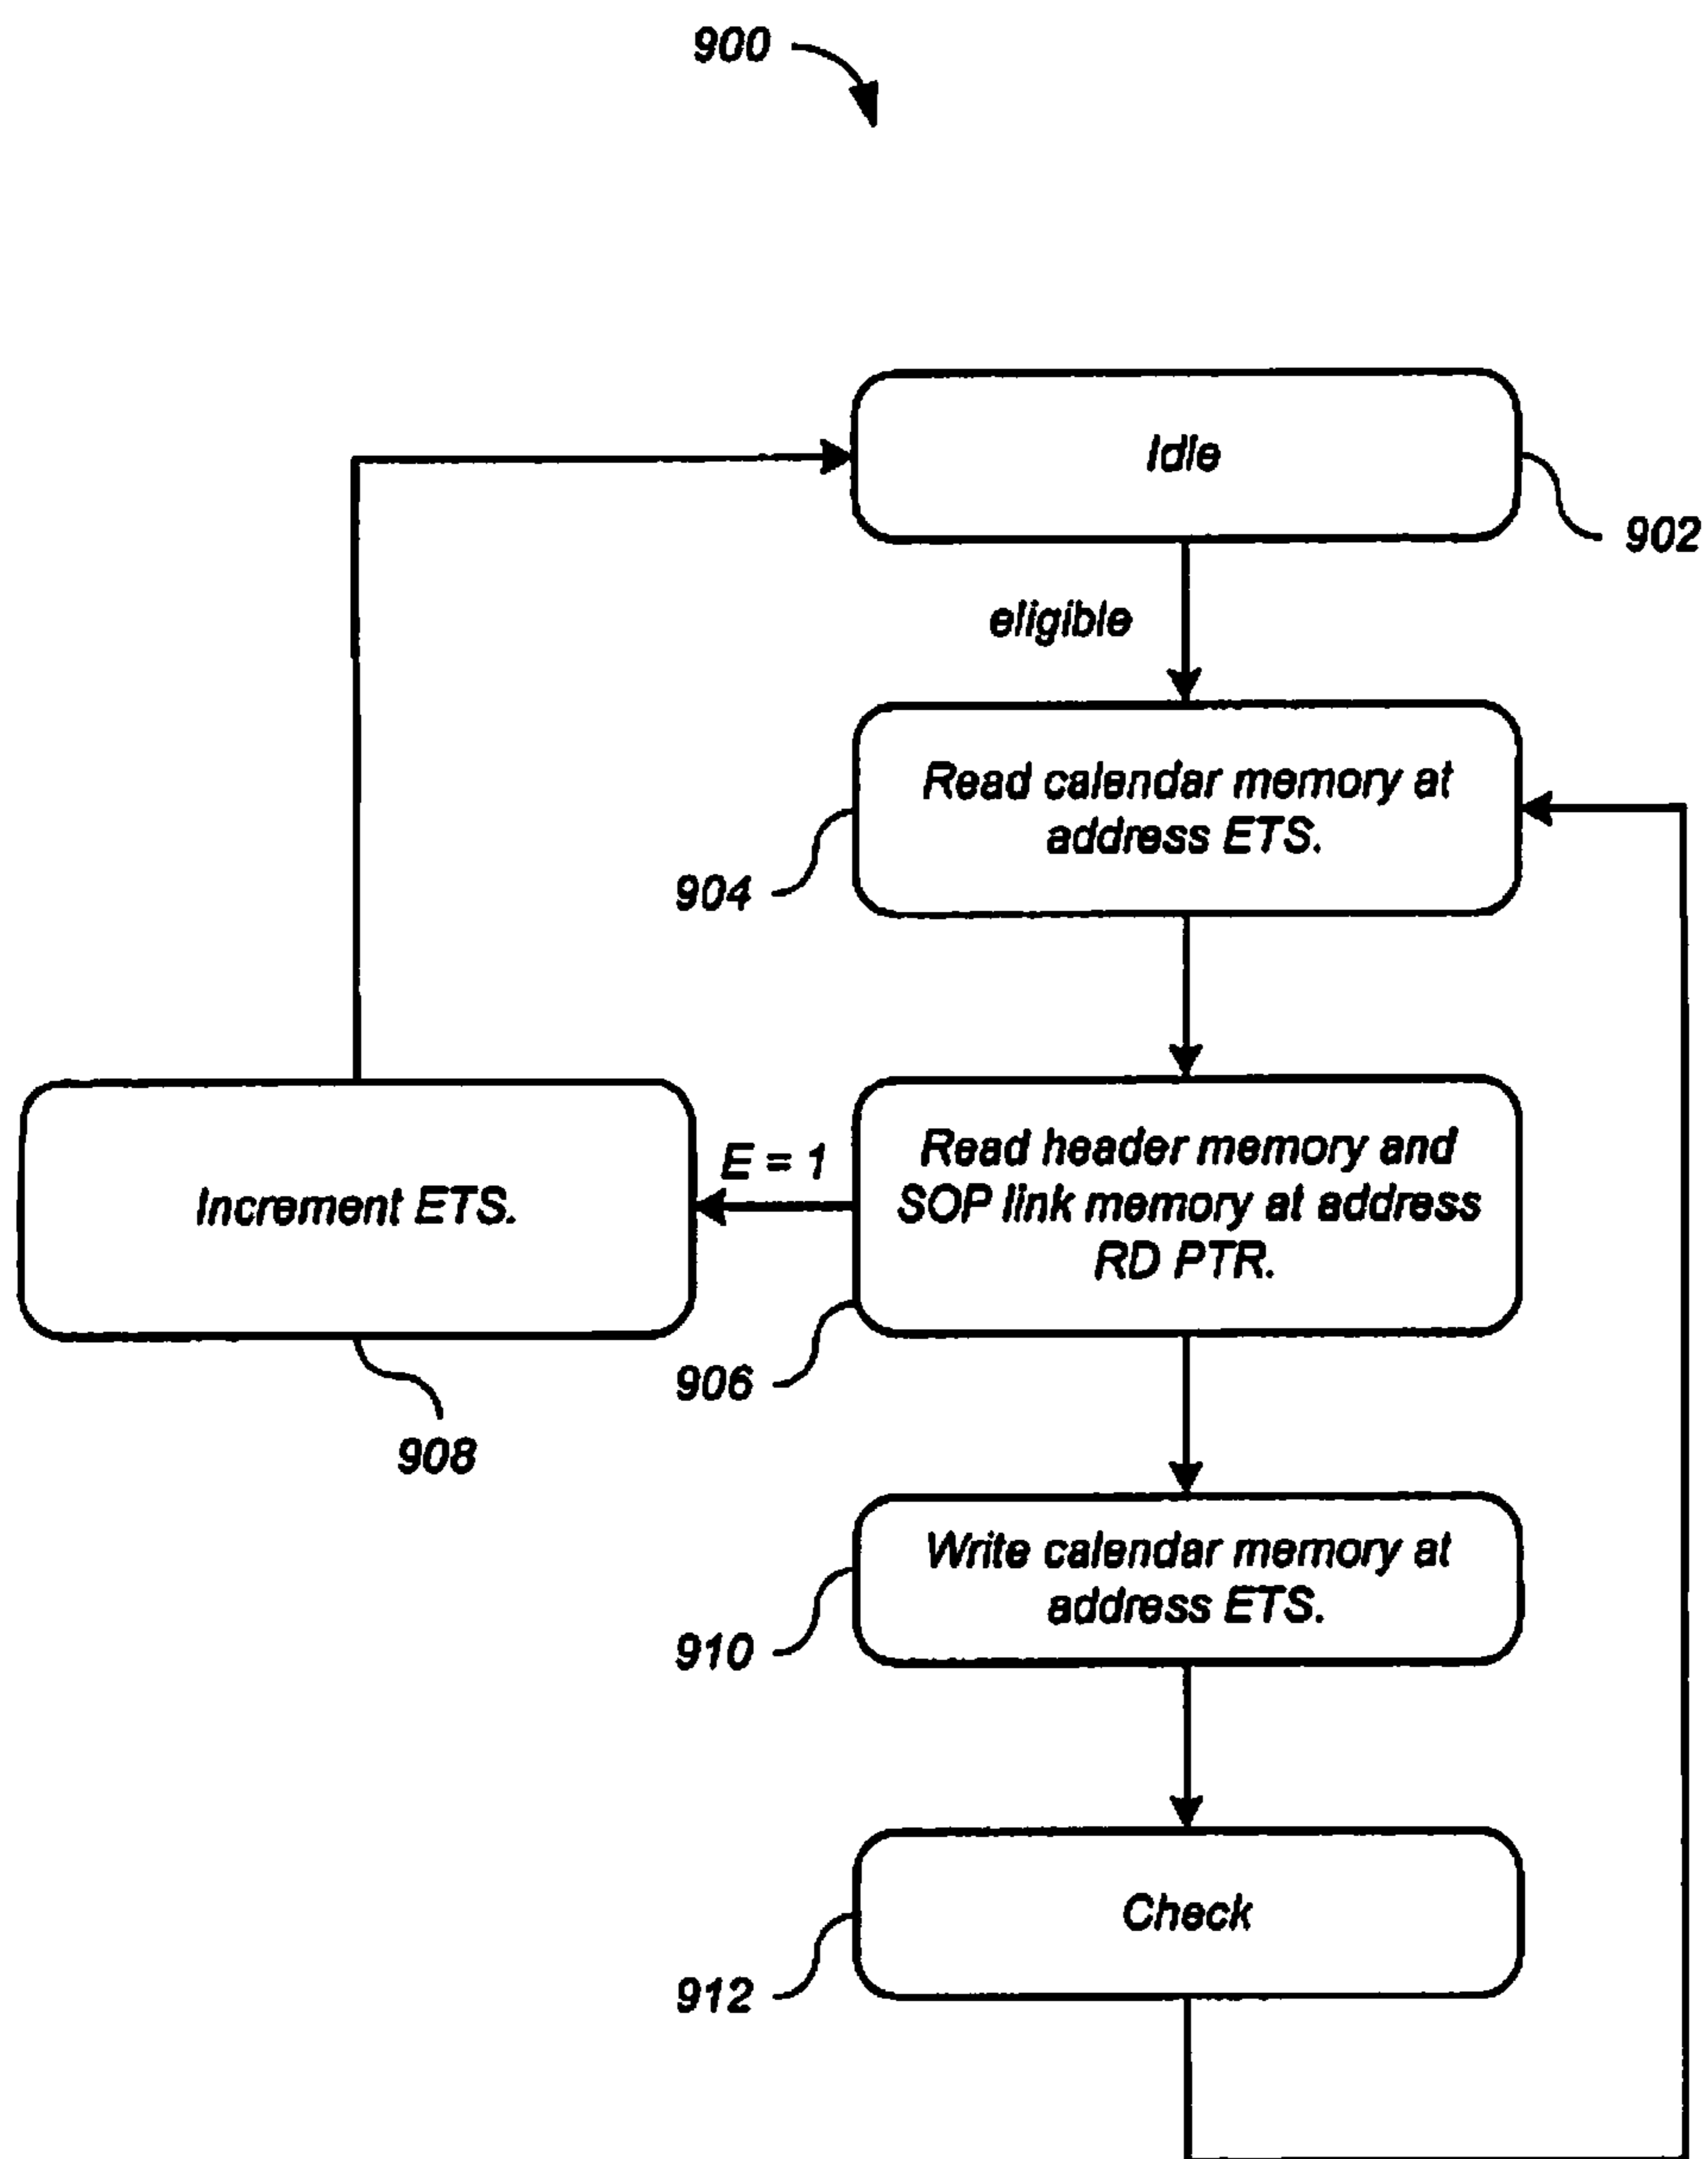 900
Idle
902
eligible
Read calendar memory at
address ETS.
904
Increment ETS.
E = 1
Read header memory and
SOP link memory at address
RD PTR.
906
908
Write calendar memory at
address ETS.
910
Check
912